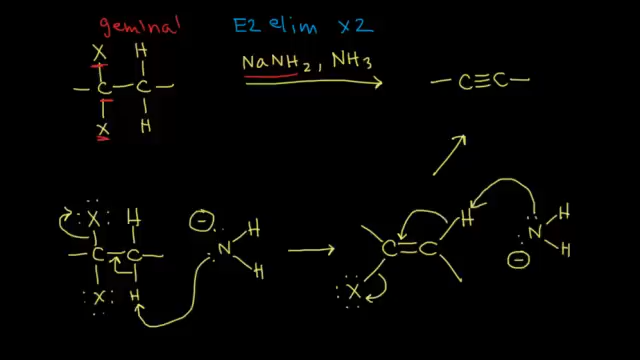 geminal E2 elim x2
X H
NaNH2, NH3
C C C≡C
X H
:X: H
⊖ H
C C N
H
:X: H
H
H
C=C N
⊖ H
:X: